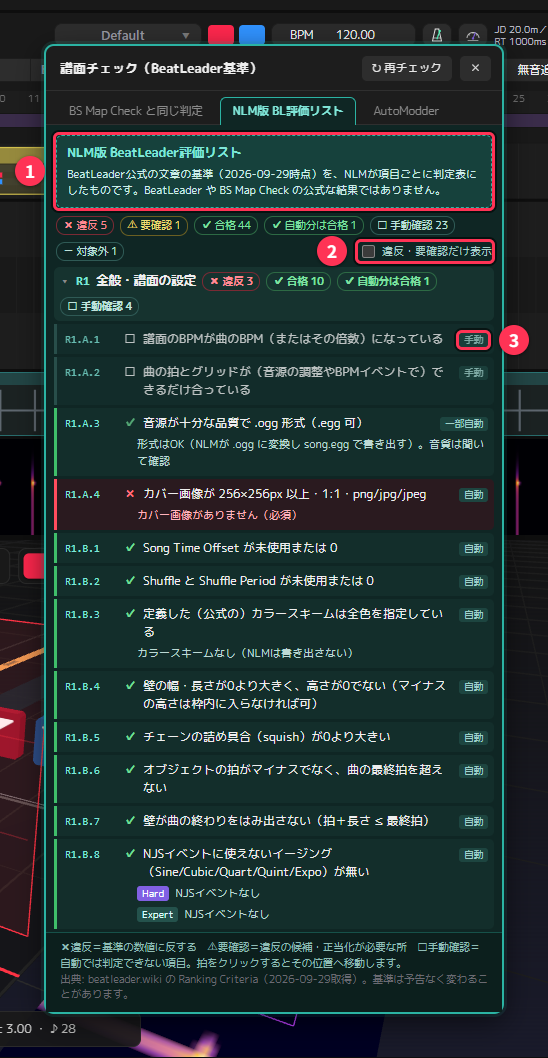 Default ▼ BPM 120.00 JD 20.0m/
RT 1000ms
譜面チェック（BeatLeader基準） ↻ 再チェック ×
無音追
0 11 25
BS Map Check と同じ判定 NLM版 BL評価リスト AutoModder
1
NLM版 BeatLeader評価リスト
BeatLeader公式の文章の基準（2026-09-29時点）を、NLMが項目ごとに判定表に
したものです。BeatLeader や BS Map Check の公式な結果ではありません。
✕ 違反 5 ⚠ 要確認 1 ✓ 合格 44 ✓ 自動分は合格 1 ☐ 手動確認 23
− 対象外 1 2 違反・要確認だけ表示
▾ R1 全般・譜面の設定 ✕ 違反 3 ✓ 合格 10 ✓ 自動分は合格 1
☐ 手動確認 4
R1.A.1 ☐ 譜面のBPMが曲のBPM（またはその倍数）になっている 手動 3
R1.A.2 ☐ 曲の拍とグリッドが（音源の調整やBPMイベントで）で 手動
きるだけ合っている
R1.A.3 ✓ 音源が十分な品質で .ogg 形式（.egg 可） 一部自動
形式はOK（NLMが .ogg に変換し song.egg で書き出す）。音質は聞い
て確認
R1.A.4 ✕ カバー画像が 256×256px 以上・1:1・png/jpg/jpeg 自動
カバー画像がありません（必須）
R1.B.1 ✓ Song Time Offset が未使用または 0 自動
R1.B.2 ✓ Shuffle と Shuffle Period が未使用または 0 自動
R1.B.3 ✓ 定義した（公式の）カラースキームは全色を指定してい 自動
る
カラースキームなし（NLMは書き出さない）
R1.B.4 ✓ 壁の幅・長さが0より大きく、高さが0でない（マイナス 自動
の高さは枠内に入らなければ可）
R1.B.5 ✓ チェーンの詰め具合（squish）が0より大きい 自動
R1.B.6 ✓ オブジェクトの拍がマイナスでなく、曲の最終拍を超え 自動
ない
R1.B.7 ✓ 壁が曲の終わりをはみ出さない（拍＋長さ ≤ 最終拍） 自動
R1.B.8 ✓ NJSイベントに使えないイージング 自動
（Sine/Cubic/Quart/Quint/Expo）が無い
Hard NJSイベントなし
Expert NJSイベントなし
✕違反＝基準の数値に反する ⚠要確認＝違反の候補・正当化が必要な所 ☐手動確認＝
自動では判定できない項目。拍をクリックするとその位置へ移動します。
出典: beatleader.wiki の Ranking Criteria（2026-09-29取得）。基準は予告なく変わるこ
とがあります。
: 3.00 · ♪ 28